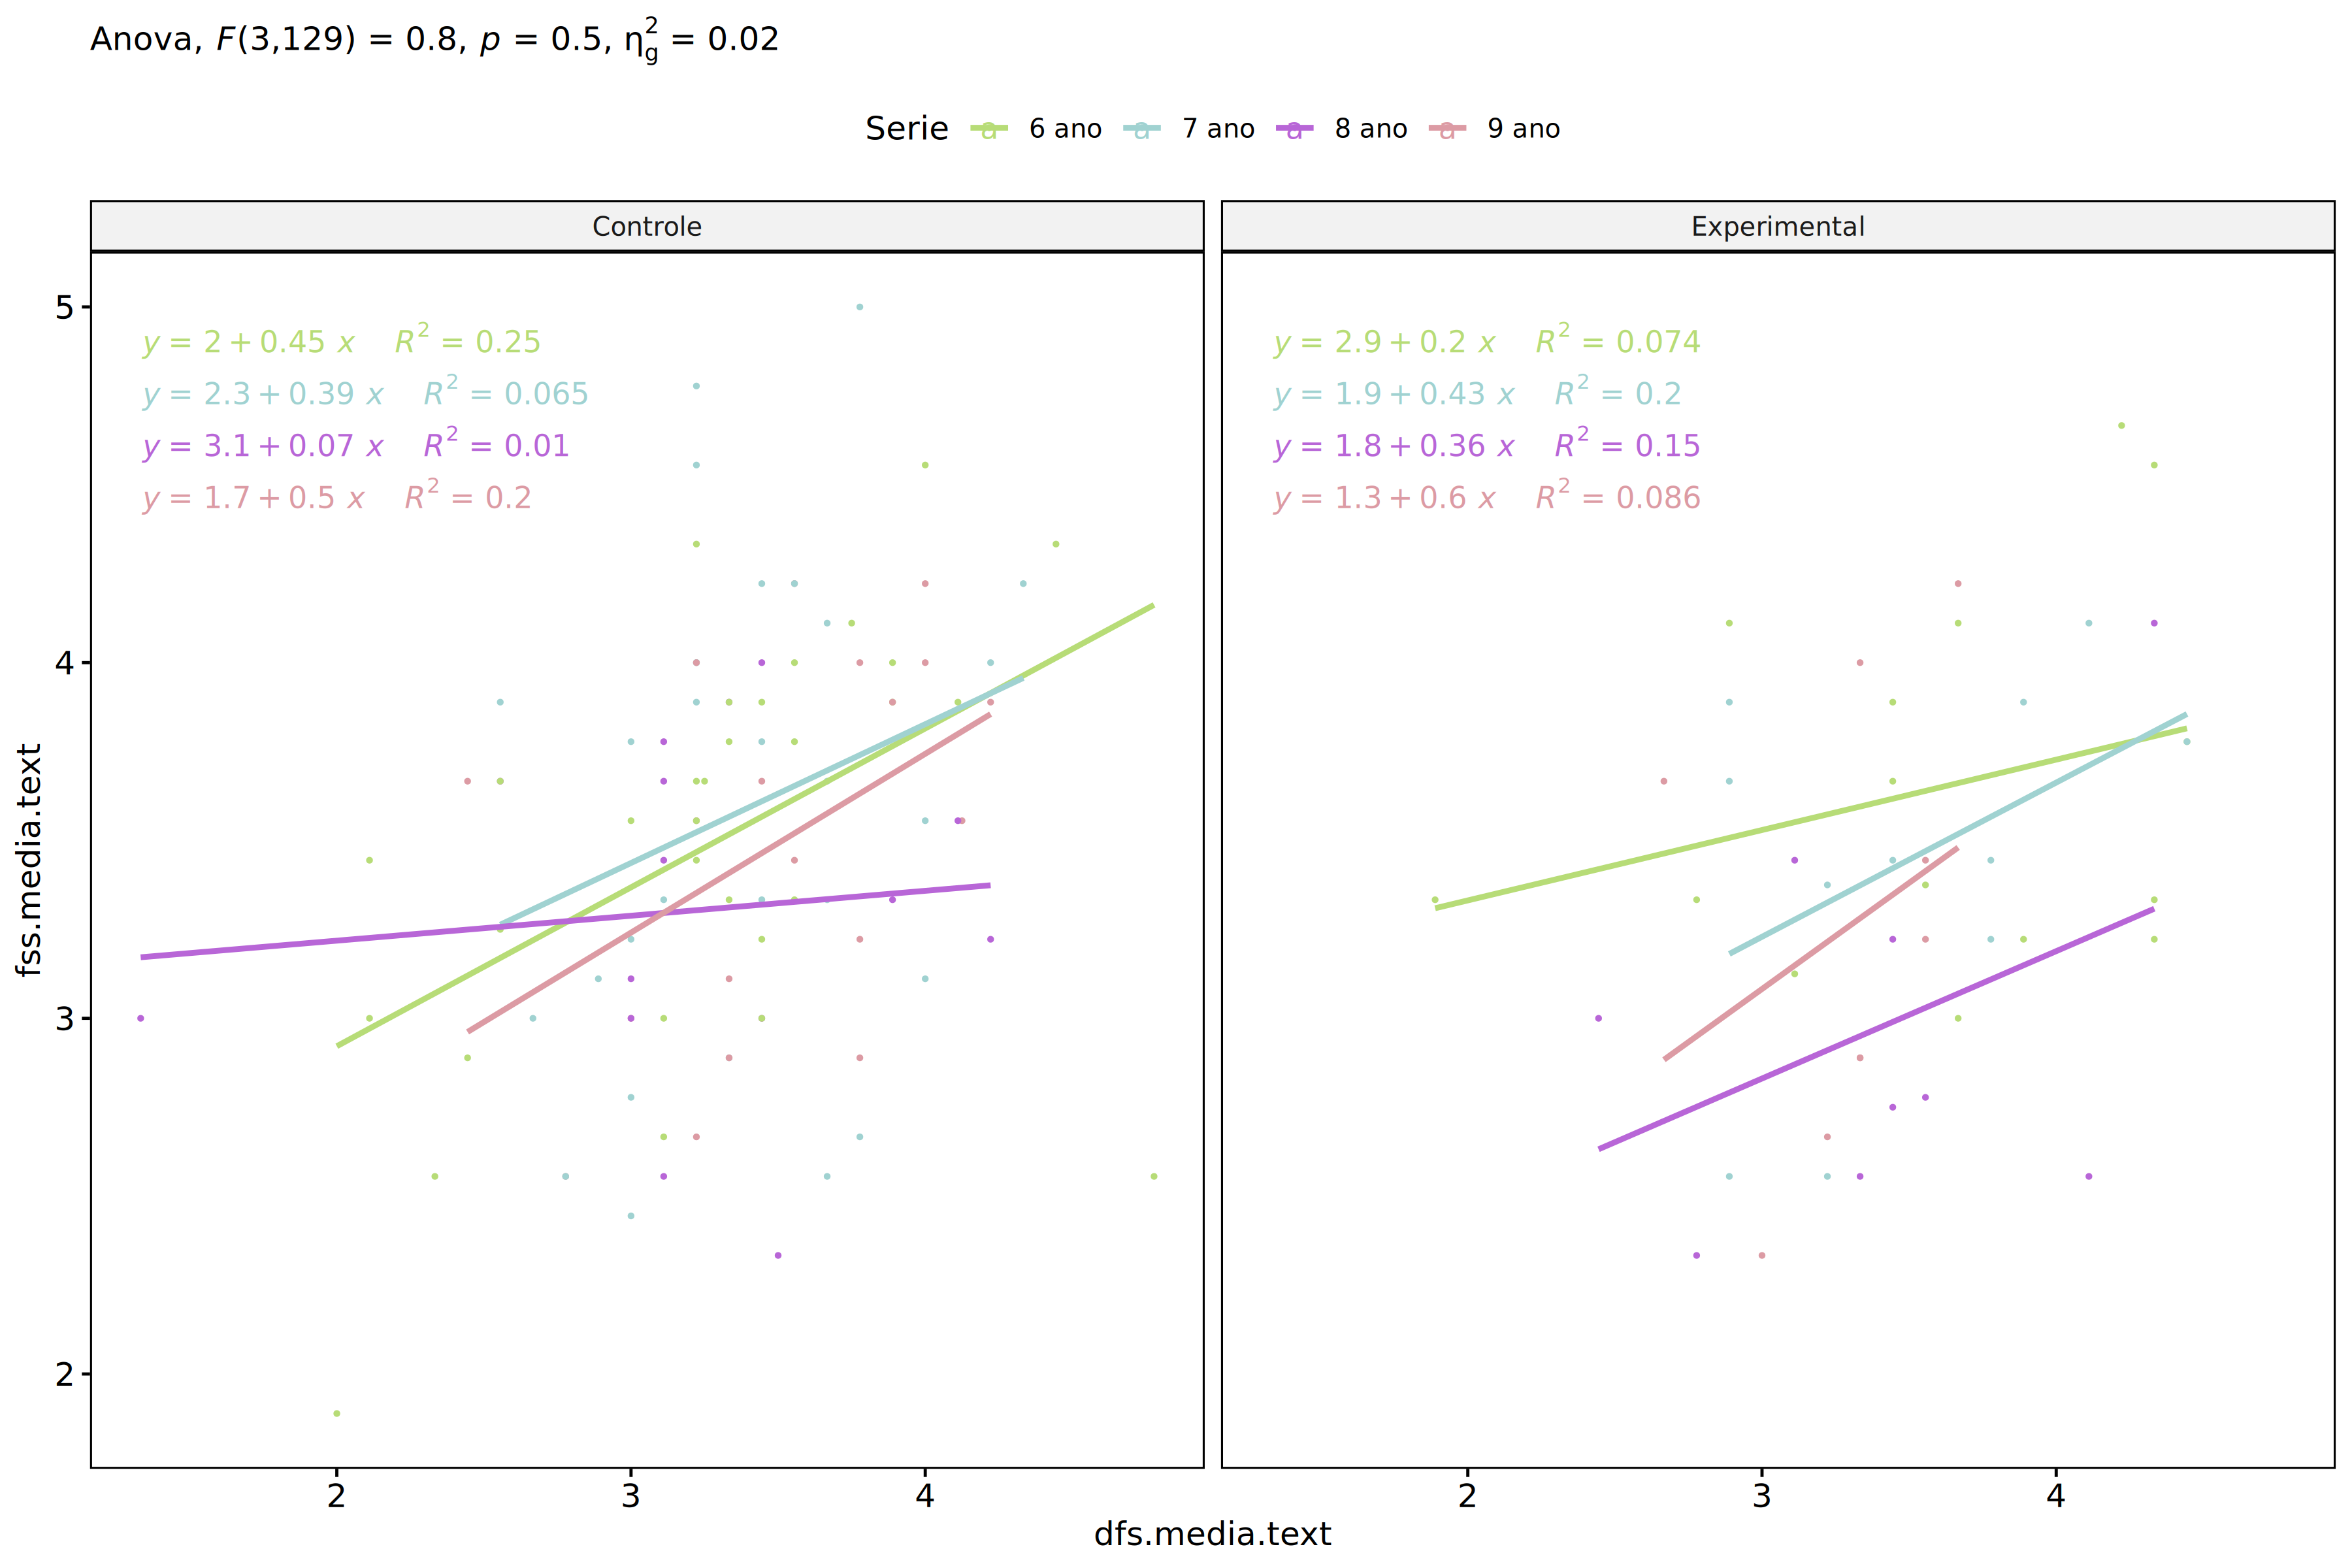 Anova, F(3,129) = 0.8, p = 0.5, η²g = 0.02
Serie a 6 ano a 7 ano a 8 ano a 9 ano
Controle
Experimental
y = 2 + 0.45 x R² = 0.25
y = 2.3 + 0.39 x R² = 0.065
y = 3.1 + 0.07 x R² = 0.01
y = 1.7 + 0.5 x R² = 0.2
y = 2.9 + 0.2 x R² = 0.074
y = 1.9 + 0.43 x R² = 0.2
y = 1.8 + 0.36 x R² = 0.15
y = 1.3 + 0.6 x R² = 0.086
5
4
3
2
fss.media.text
2 3 4
2 3 4
dfs.media.text